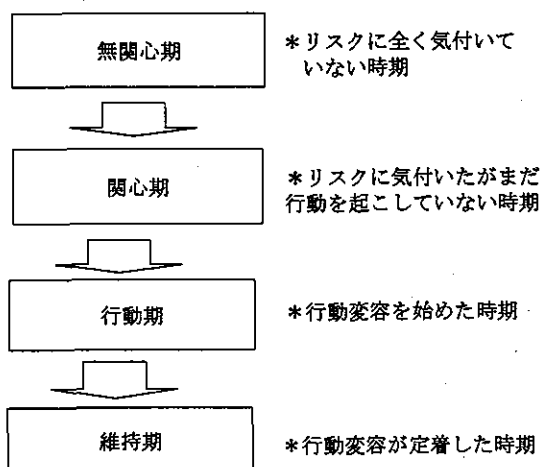 無関心期
＊リスクに全く気付いて
いない時期
関心期
＊リスクに気付いたがまだ
行動を起こしていない時期
行動期
＊行動変容を始めた時期
維持期
＊行動変容が定着した時期